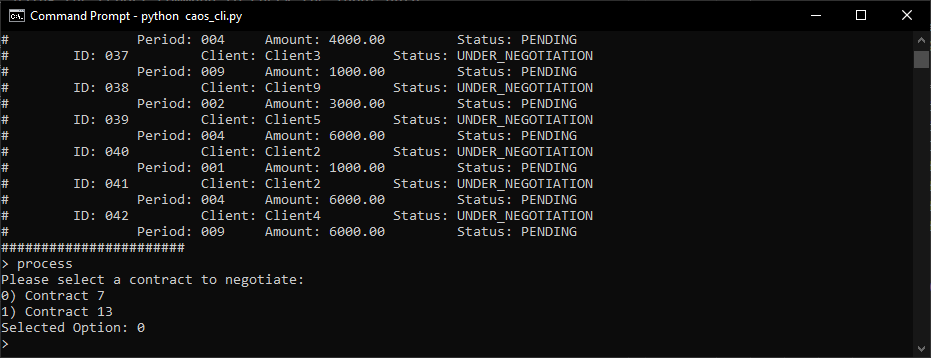 Command Prompt - python  caos_cli.py
#                Period: 004     Amount: 4000.00         Status: PENDING
#        ID: 037         Client: Client3         Status: UNDER_NEGOTIATION
#                Period: 009     Amount: 1000.00         Status: PENDING
#        ID: 038         Client: Client9         Status: UNDER_NEGOTIATION
#                Period: 002     Amount: 3000.00         Status: PENDING
#        ID: 039         Client: Client5         Status: UNDER_NEGOTIATION
#                Period: 004     Amount: 6000.00         Status: PENDING
#        ID: 040         Client: Client2         Status: UNDER_NEGOTIATION
#                Period: 001     Amount: 1000.00         Status: PENDING
#        ID: 041         Client: Client2         Status: UNDER_NEGOTIATION
#                Period: 004     Amount: 6000.00         Status: PENDING
#        ID: 042         Client: Client4         Status: UNDER_NEGOTIATION
#                Period: 009     Amount: 6000.00         Status: PENDING
#######################
> process
Please select a contract to negotiate:
0) Contract 7
1) Contract 13
Selected Option: 0
>